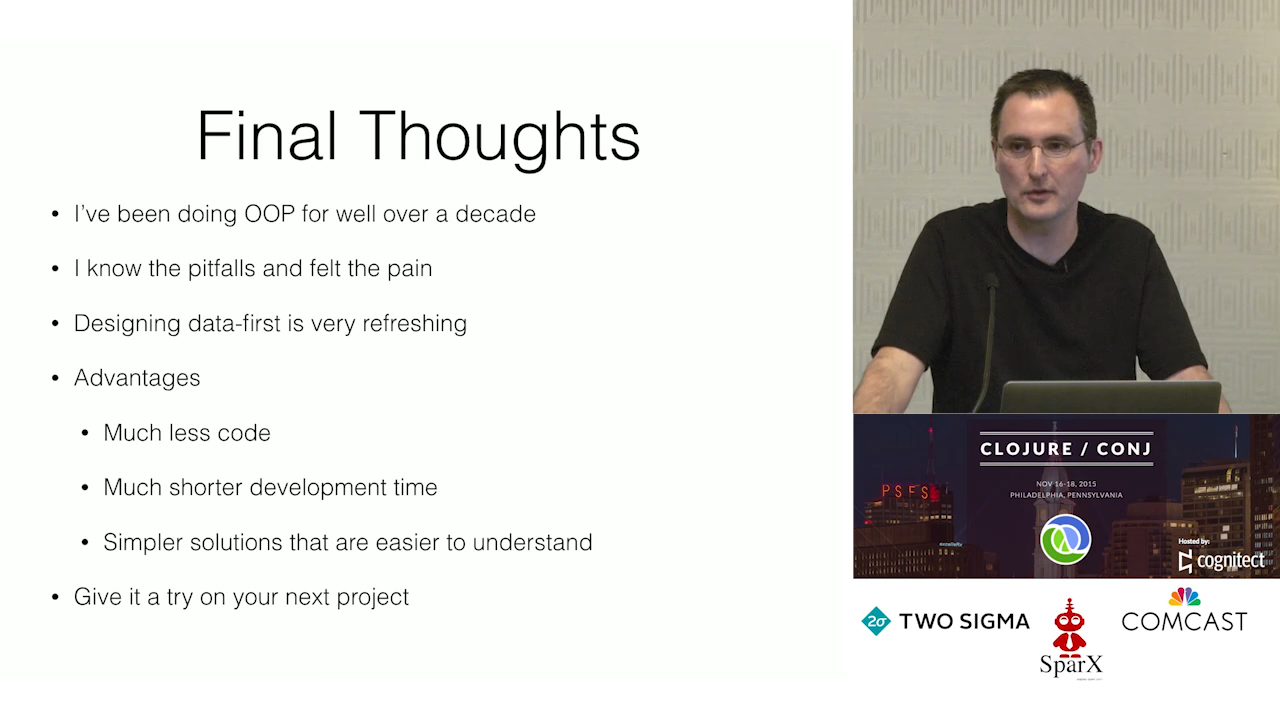 Final Thoughts
• I’ve been doing OOP for well over a decade
• I know the pitfalls and felt the pain
• Designing data-first is very refreshing
• Advantages
• Much less code
• Much shorter development time
• Simpler solutions that are easier to understand
• Give it a try on your next project
CLOJURE / CONJ
NOV 16-18, 2015
PHILADELPHIA, PENNSYLVANIA
PSFS
Hosted by:
cognitect
2σ TWO SIGMA
SparX
COMCAST